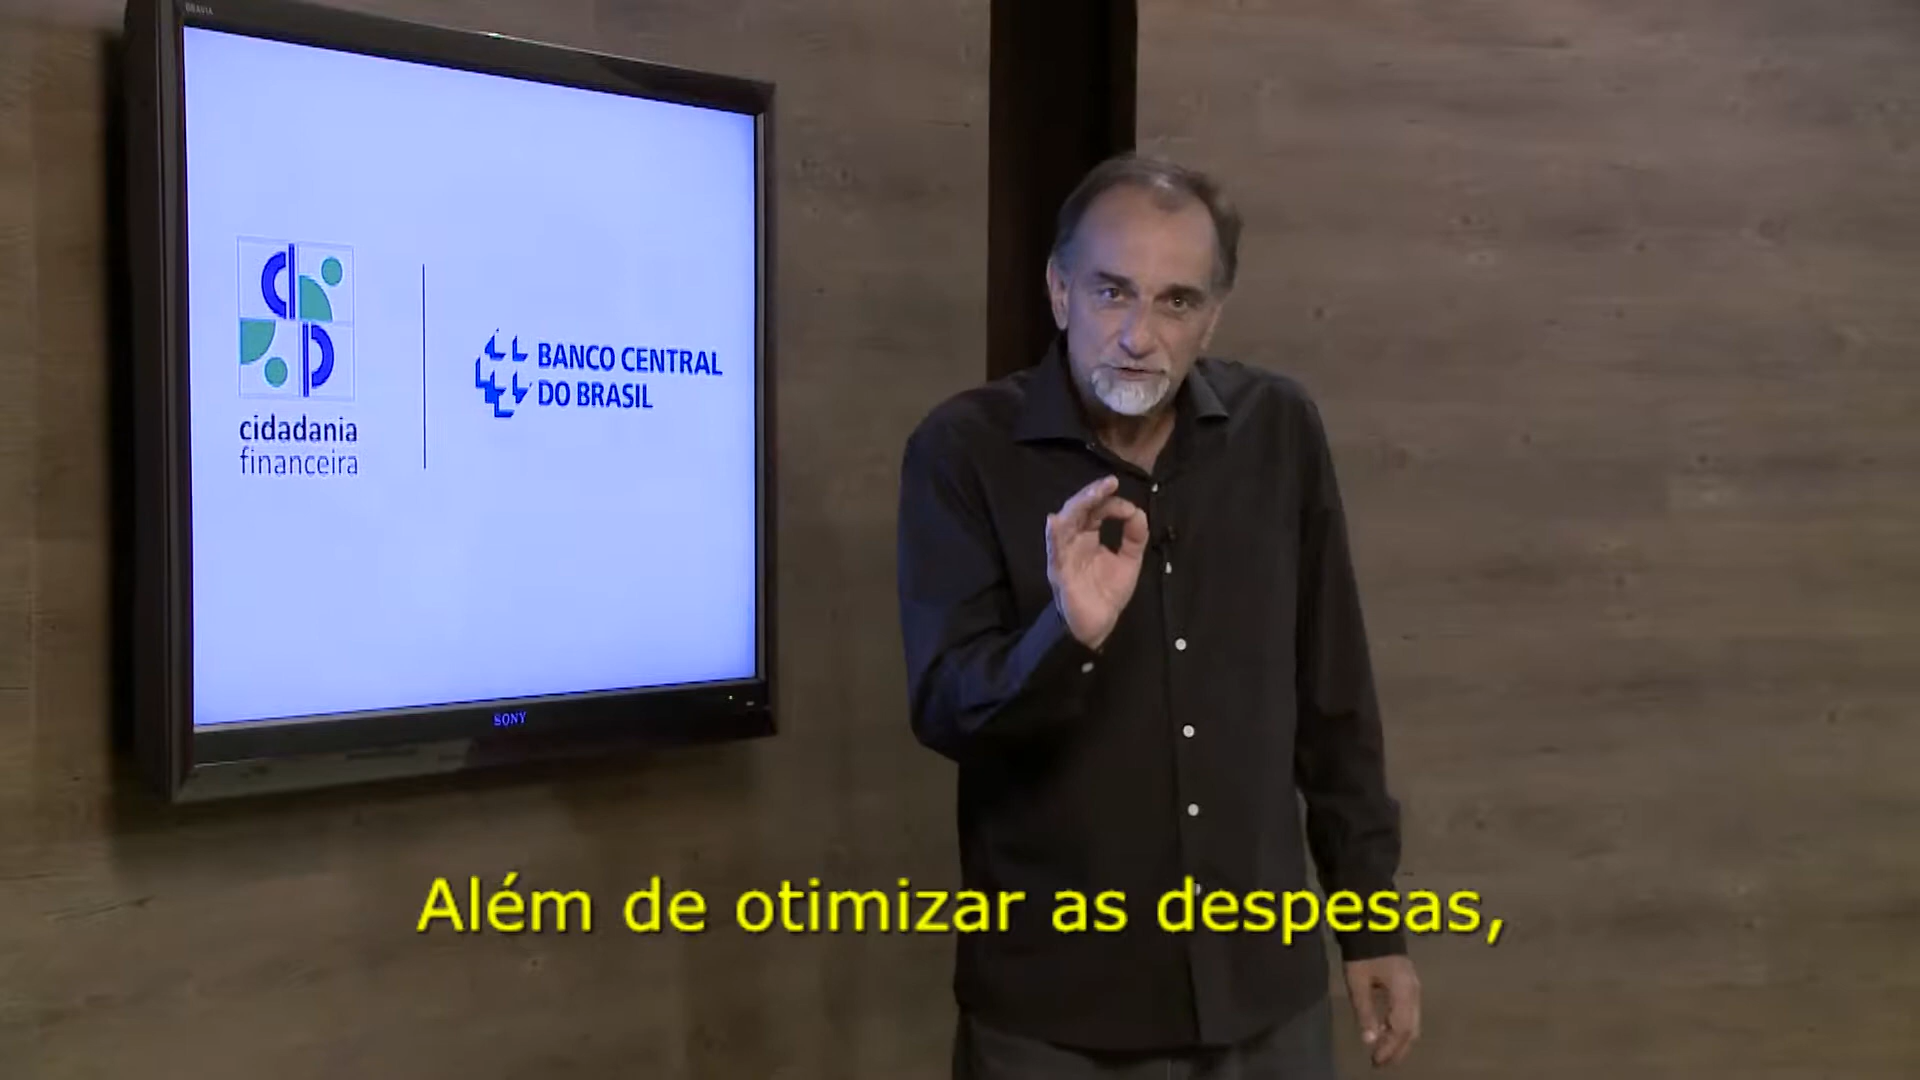 BRAVIA
cidadania
financeira
BANCO CENTRAL
DO BRASIL
SONY
Além de otimizar as despesas,